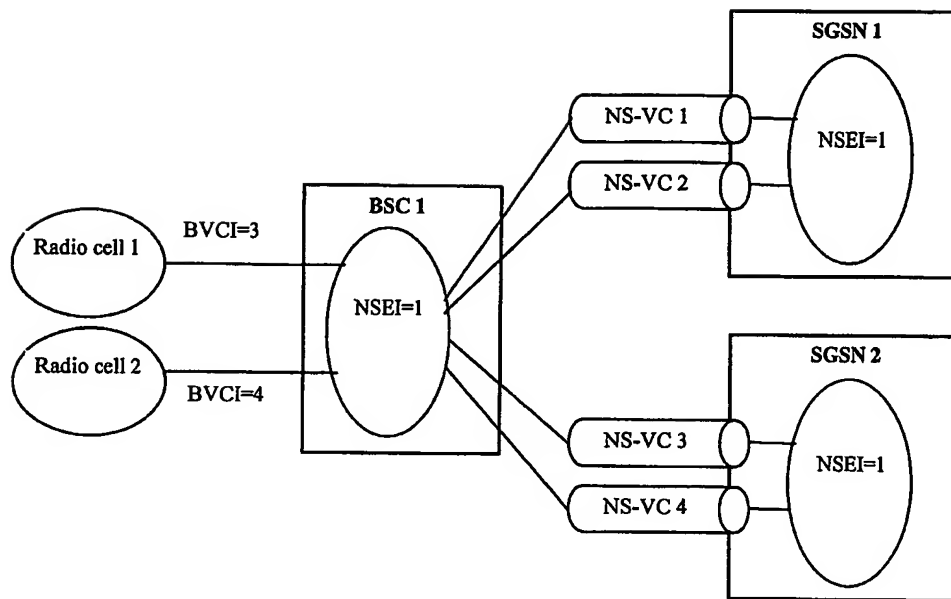 SGSN 1
NS-VC 1
NSEI=1
NS-VC 2
BSC 1
BVCI=3
Radio cell 1
NSEI=1
Radio cell 2
BVCI=4
SGSN 2
NS-VC 3
NSEI=1
NS-VC 4